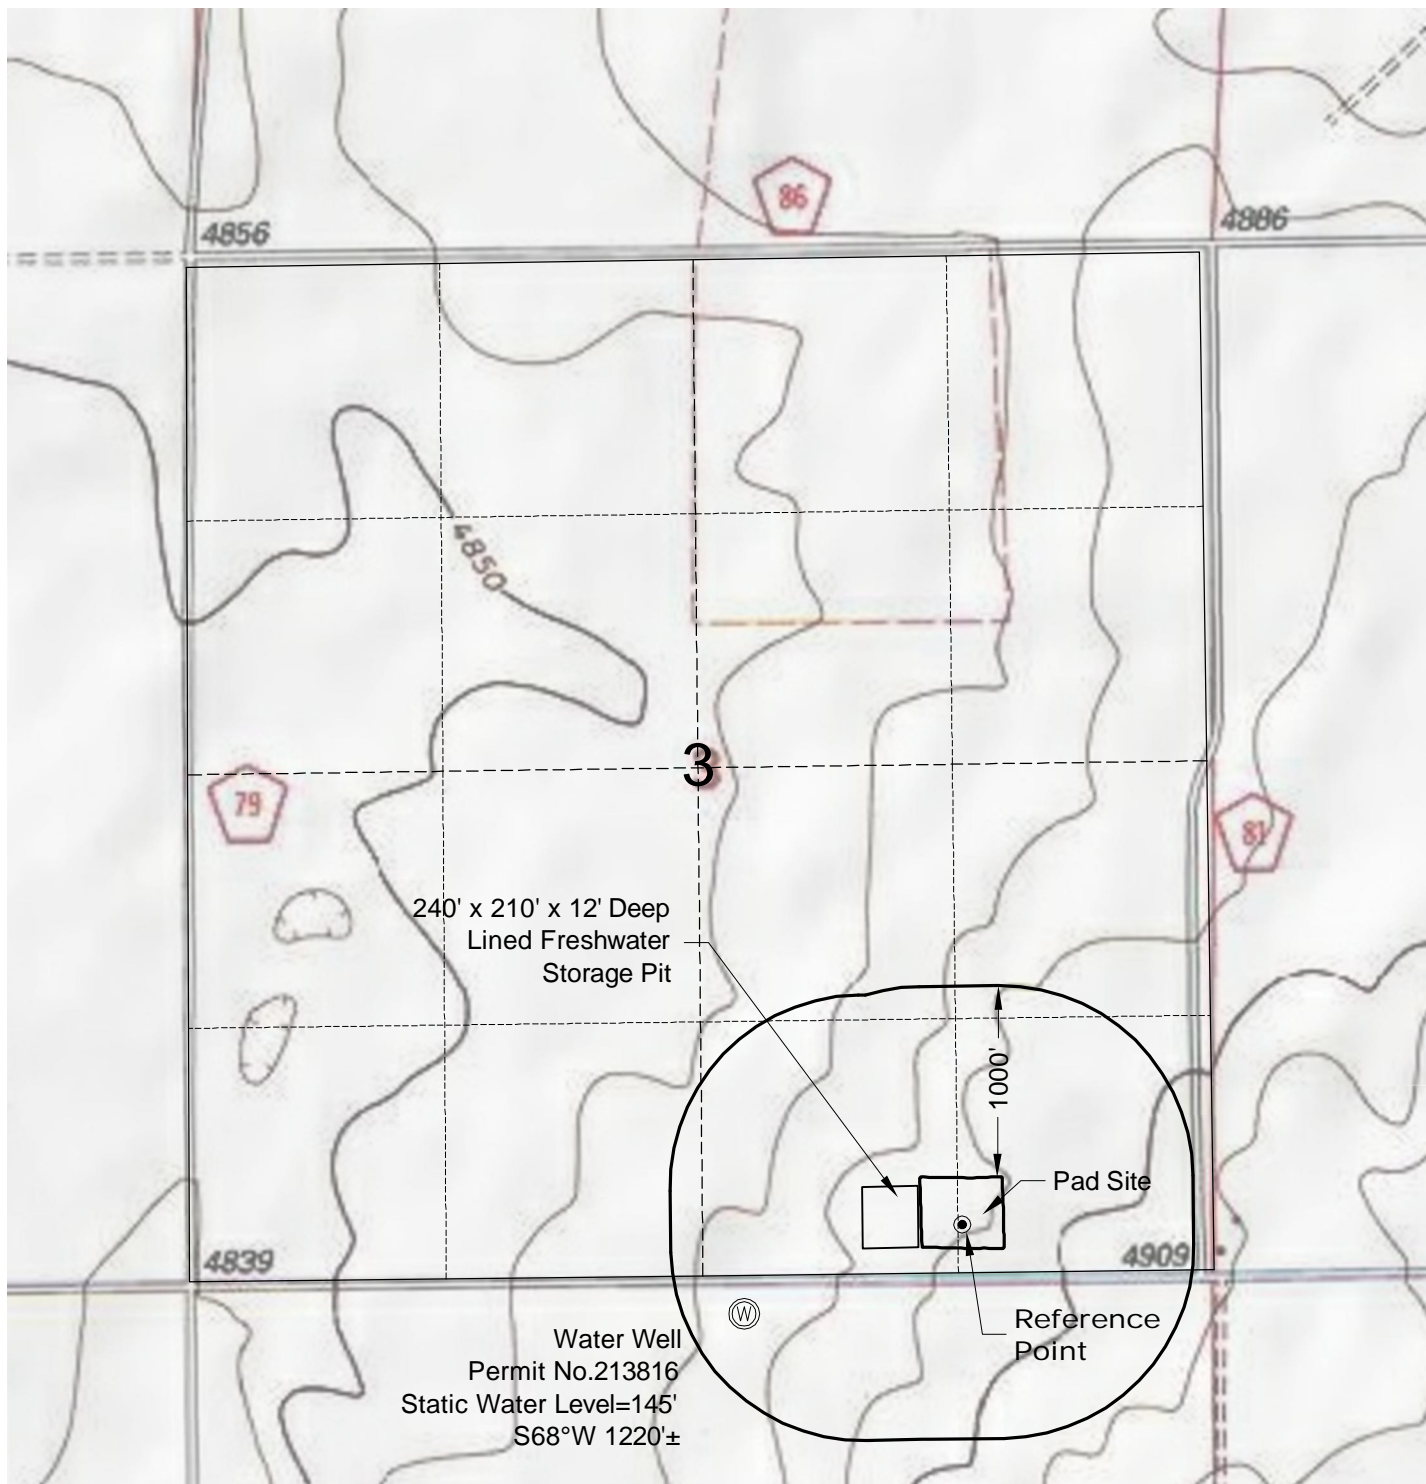 86
4856
4886
4850
3
79
81
240' x 210' x 12' Deep
Lined Freshwater
Storage Pit
1000'
Pad Site
4839
4909
W
Reference
Point
Water Well
Permit No.213816
Static Water Level=145'
S68°W 1220'±